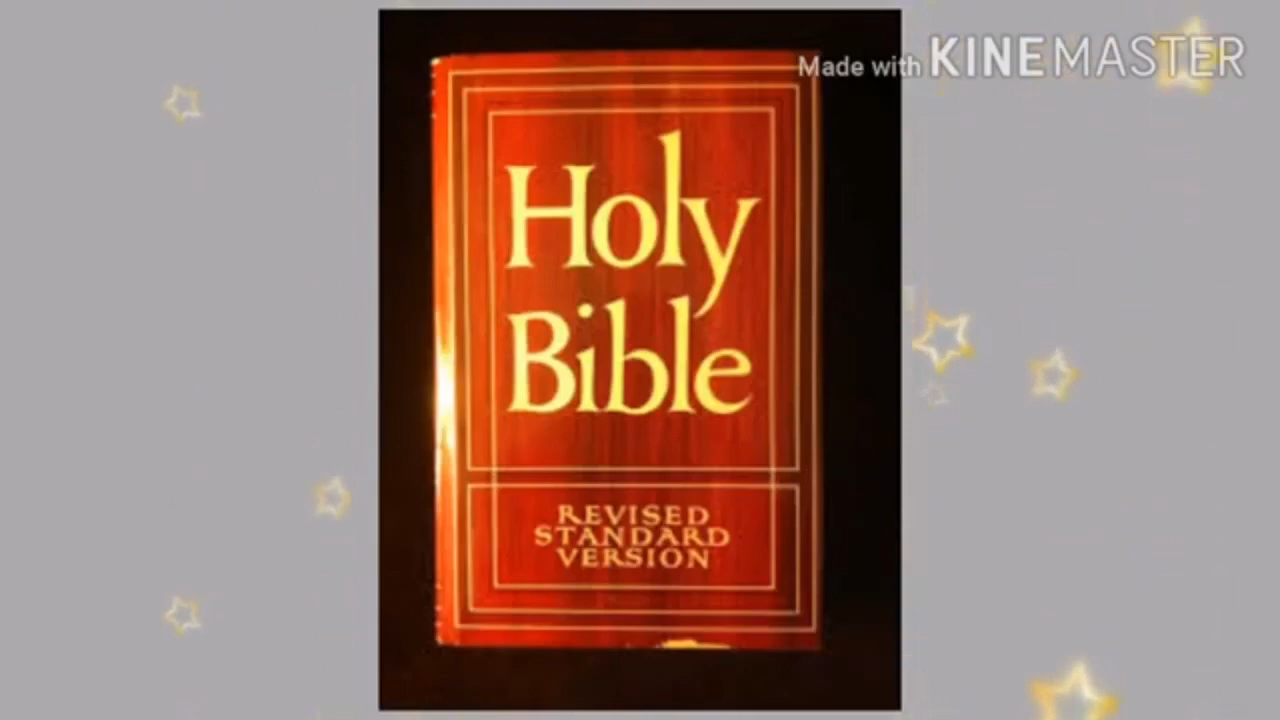 Made with KINEMASTER
Holy
Bible
REVISED
STANDARD
VERSION